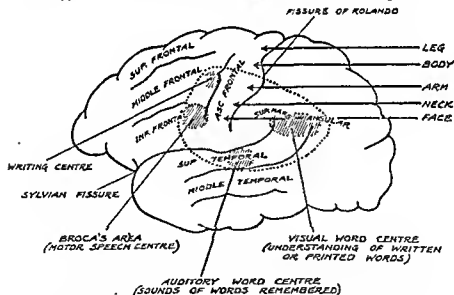 FISSURE OF ROLANDO
LEG
BODY
ARM
NECK
FACE
SUP. FRONTAL
MIDDLE FRONTAL
INF. FRONTAL
ASC FRONTAL
SUPMARG
ANGULAR
SUP. TEMPORAL
MIDDLE TEMPORAL
WRITING CENTRE
SYLVIAN FISSURE
BROCA'S AREA
(MOTOR SPEECH CENTRE)
VISUAL WORD CENTRE
(UNDERSTANDING OF WRITTEN
OR PRINTED WORDS)
AUDITORY WORD CENTRE
(SOUNDS OF WORDS REMEMBERED)